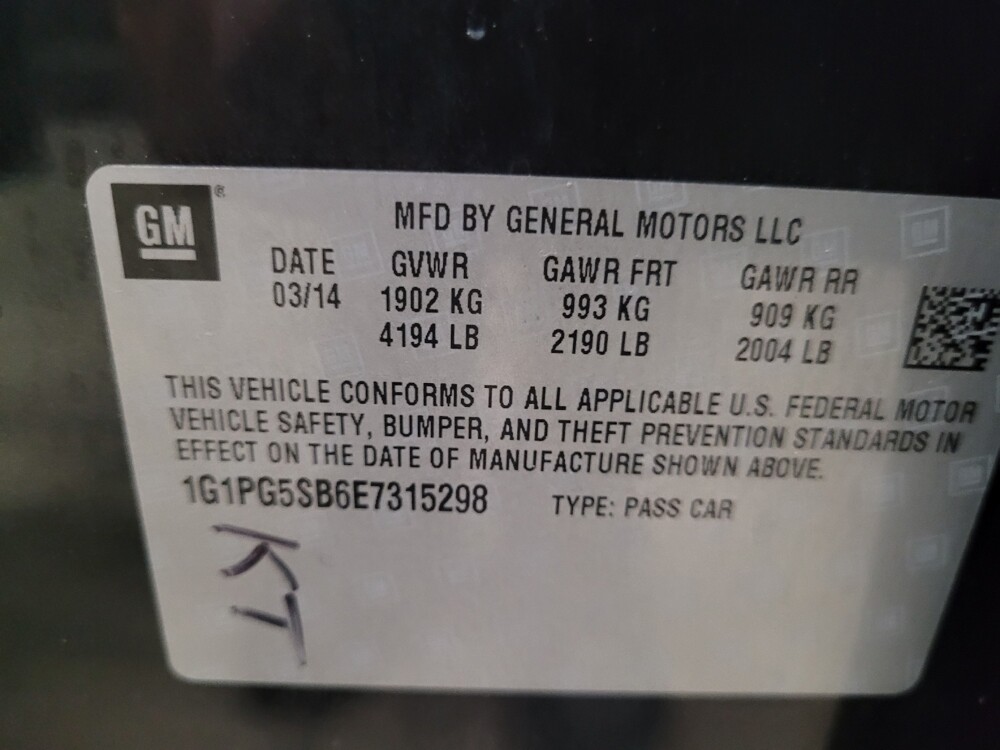 GM ®
MFD BY GENERAL MOTORS LLC
DATE GVWR GAWR FRT GAWR RR
03/14 1902 KG 993 KG 909 KG
4194 LB 2190 LB 2004 LB
THIS VEHICLE CONFORMS TO ALL APPLICABLE U.S. FEDERAL MOTOR
VEHICLE SAFETY, BUMPER, AND THEFT PREVENTION STANDARDS IN
EFFECT ON THE DATE OF MANUFACTURE SHOWN ABOVE.
1G1PG5SB6E7315298 TYPE: PASS CAR
KT